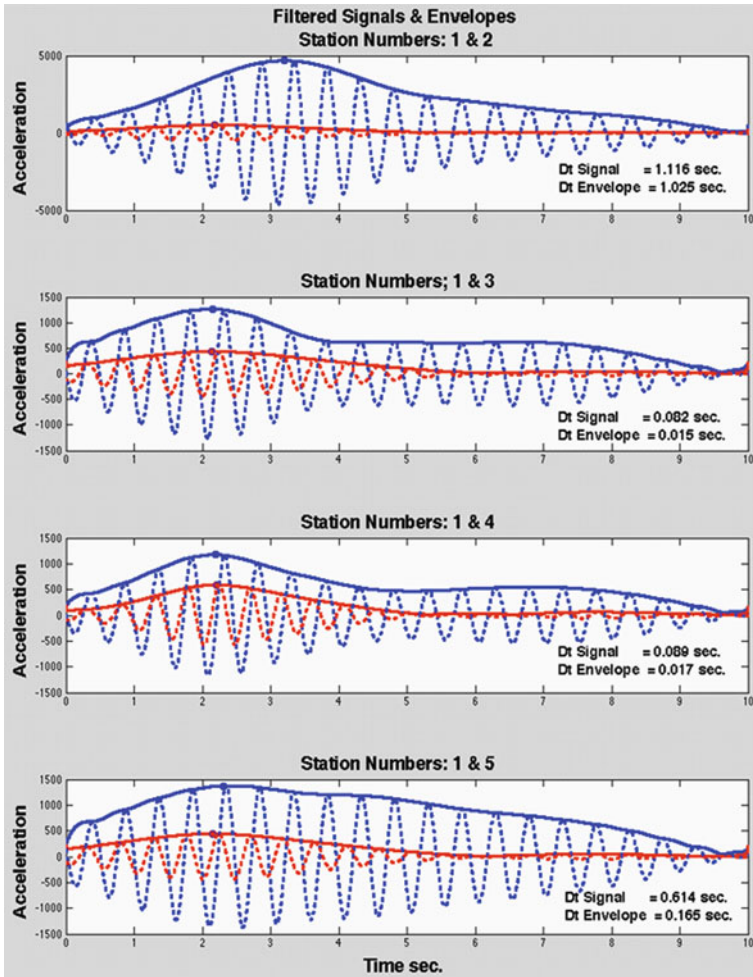 Filtered Signals & Envelopes
Station Numbers: 1 & 2
Acceleration
5000
0
-5000
Dt Signal = 1.116 sec.
Dt Envelope = 1.025 sec.
0 1 2 3 4 5 6 7 8 9 10
Station Numbers; 1 & 3
Acceleration
1500
1000
500
0
-500
-1000
-1500
Dt Signal = 0.082 sec.
Dt Envelope = 0.015 sec.
0 1 2 3 4 5 6 7 8 9 10
Station Numbers: 1 & 4
Acceleration
1500
1000
500
0
-500
-1000
-1500
Dt Signal = 0.089 sec.
Dt Envelope = 0.017 sec.
0 1 2 3 4 5 6 7 8 9 10
Station Numbers: 1 & 5
Acceleration
1500
1000
500
0
-500
-1000
-1500
Dt Signal = 0.614 sec.
Dt Envelope = 0.165 sec.
0 1 2 3 4 5 6 7 8 9 10
Time sec.